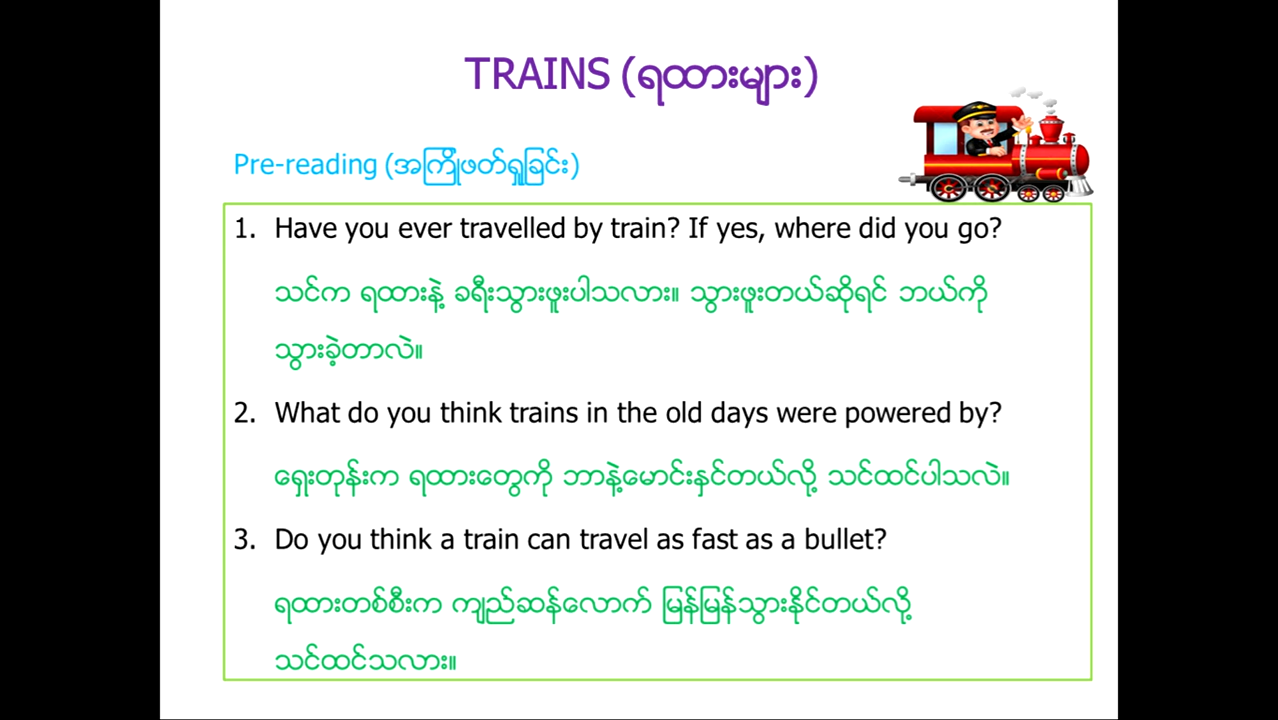 TRAINS (ရထားများ)
Pre-reading (အကြိုဖတ်ရှုခြင်း)
1. Have you ever travelled by train? If yes, where did you go?
သင်က ရထားနဲ့ ခရီးသွားဖူးပါသလား။ သွားဖူးတယ်ဆိုရင် ဘယ်ကို
သွားခဲ့တာလဲ။
2. What do you think trains in the old days were powered by?
ရှေးတုန်းက ရထားတွေကို ဘာနဲ့မောင်းနှင်တယ်လို့ သင်ထင်ပါသလဲ။
3. Do you think a train can travel as fast as a bullet?
ရထားတစ်စီးက ကျည်ဆန်လောက် မြန်မြန်သွားနိုင်တယ်လို့
သင်ထင်သလား။